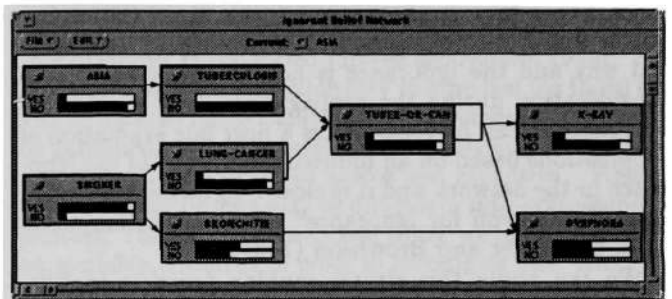 Ignorant Belief Network
File Edit
Current: ASIA
ASIA
YES
NO
TUBERCULOSIS
YES
NO
TUBER-OR-CAN
YES
NO
X-RAY
YES
NO
LUNG-CANCER
YES
NO
SMOKER
YES
NO
BRONCHITIS
YES
NO
DYSPNOEA
YES
NO